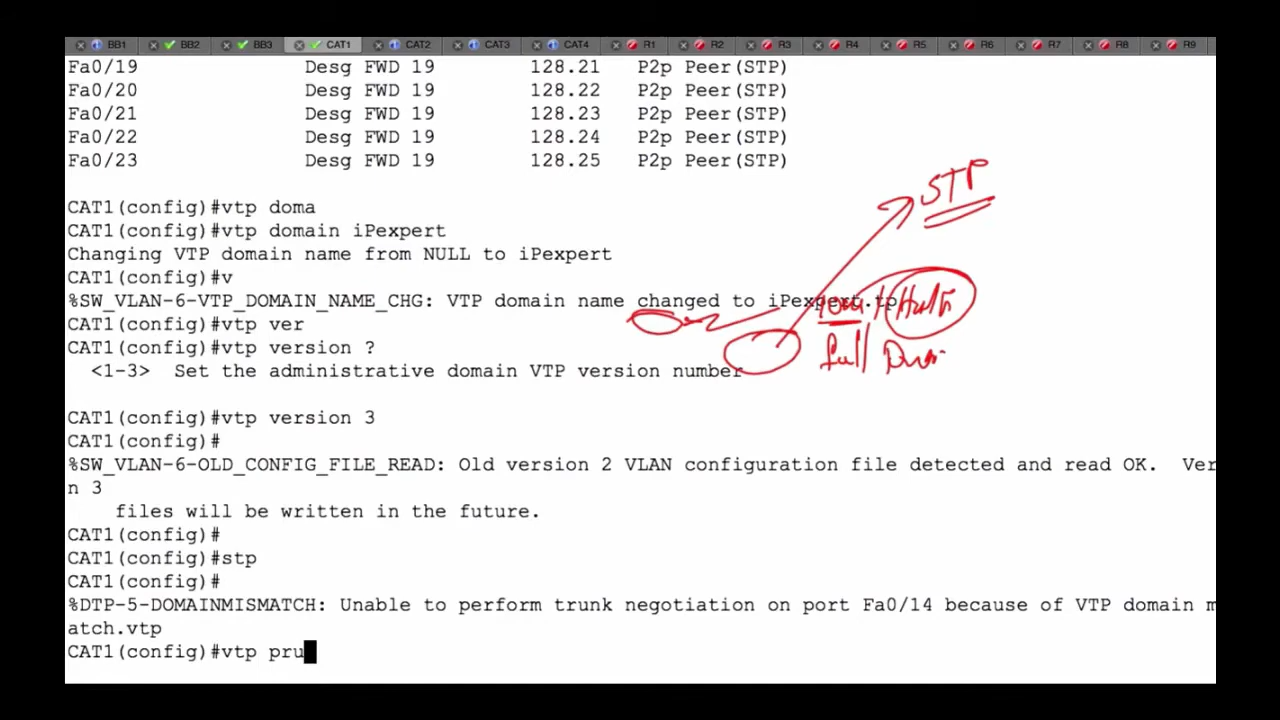 BB1 BB2 BB3 CAT1 CAT2 CAT3 CAT4 R1 R2 R3 R4 R5 R6 R7 R8 R9
Fa0/19 Desg FWD 19 128.21 P2p Peer(STP)
Fa0/20 Desg FWD 19 128.22 P2p Peer(STP)
Fa0/21 Desg FWD 19 128.23 P2p Peer(STP)
Fa0/22 Desg FWD 19 128.24 P2p Peer(STP)
Fa0/23 Desg FWD 19 128.25 P2p Peer(STP)
STP
CAT1(config)#vtp doma
CAT1(config)#vtp domain iPexpert
Changing VTP domain name from NULL to iPexpert
CAT1(config)#v
%SW_VLAN-6-VTP_DOMAIN_NAME_CHG: VTP domain name changed to iPexpert.tp
CAT1(config)#vtp ver
CAT1(config)#vtp version ?
full
<1-3> Set the administrative domain VTP version number
CAT1(config)#vtp version 3
CAT1(config)#
%SW_VLAN-6-OLD_CONFIG_FILE_READ: Old version 2 VLAN configuration file detected and read OK. Ver
n 3
files will be written in the future.
CAT1(config)#
CAT1(config)#stp
CAT1(config)#
%DTP-5-DOMAINMISMATCH: Unable to perform trunk negotiation on port Fa0/14 because of VTP domain m
atch.vtp
CAT1(config)#vtp pru